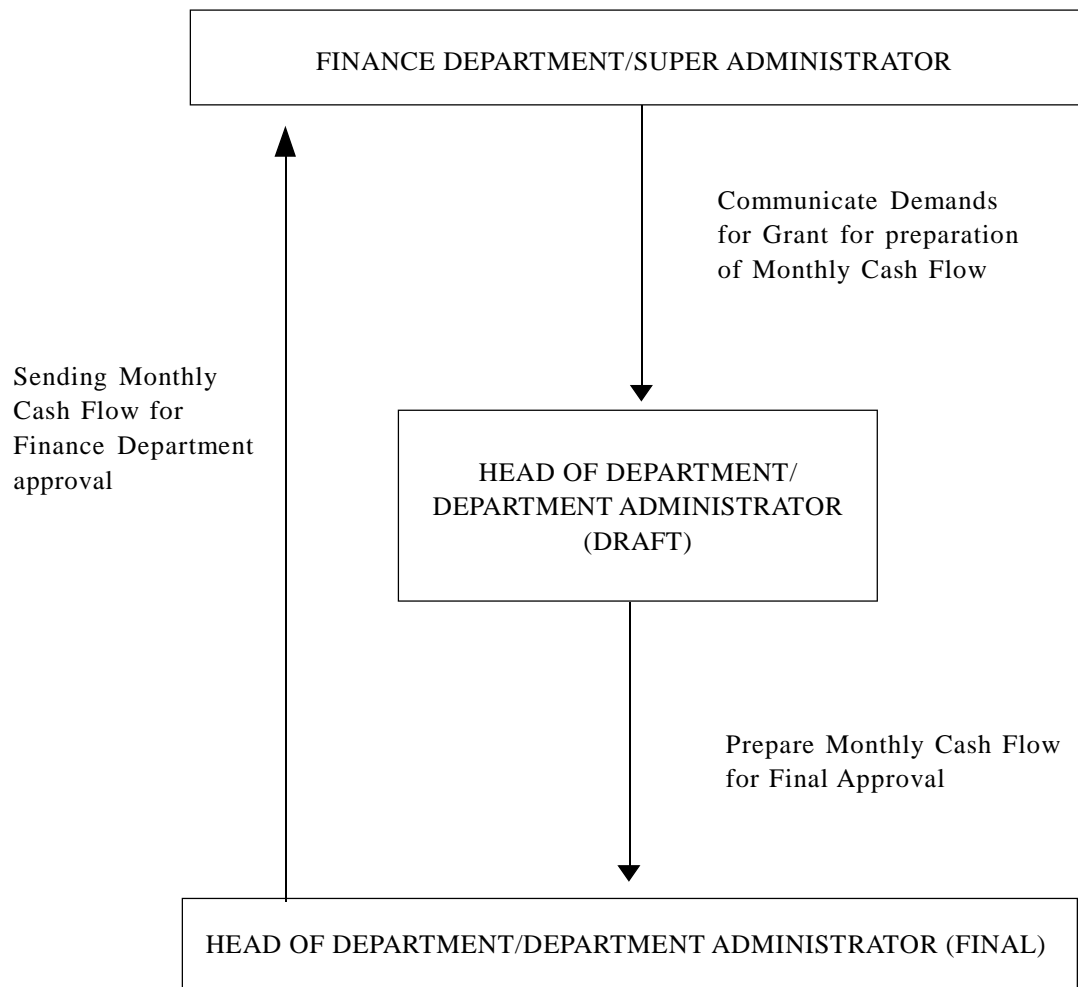 FINANCE DEPARTMENT/SUPER ADMINISTRATOR
Communicate Demands
for Grant for preparation
of Monthly Cash Flow
Sending Monthly
Cash Flow for
Finance Department
approval
HEAD OF DEPARTMENT/
DEPARTMENT ADMINISTRATOR
(DRAFT)
Prepare Monthly Cash Flow
for Final Approval
HEAD OF DEPARTMENT/DEPARTMENT ADMINISTRATOR (FINAL)